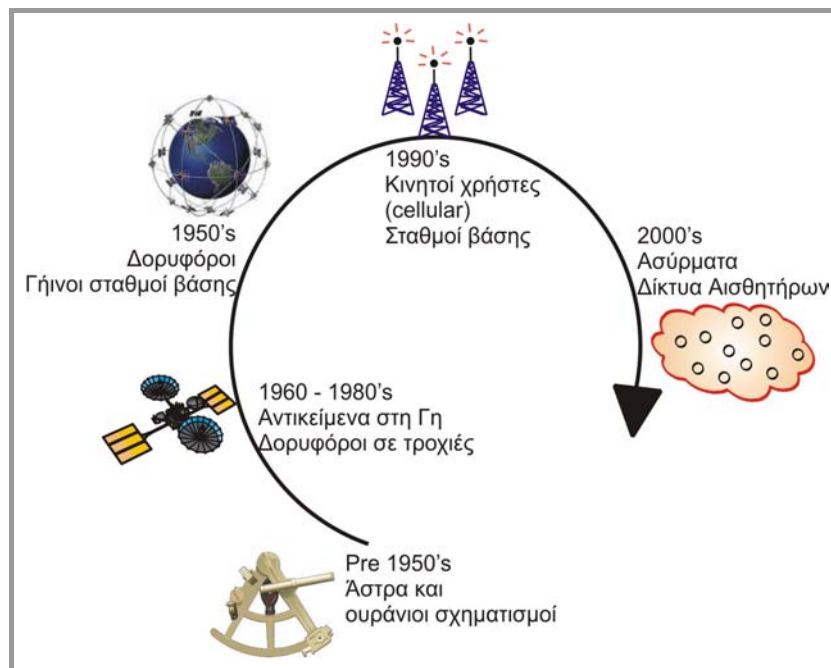 1990's
Κινητοί χρήστες
(cellular)
Σταθμοί βάσης
1950's
Δορυφόροι
Γήινοι σταθμοί βάσης
2000's
Ασύρματα
Δίκτυα Αισθητήρων
1960 - 1980's
Αντικείμενα στη Γη
Δορυφόροι σε τροχιές
Pre 1950's
Άστρα και
ουράνιοι σχηματισμοί